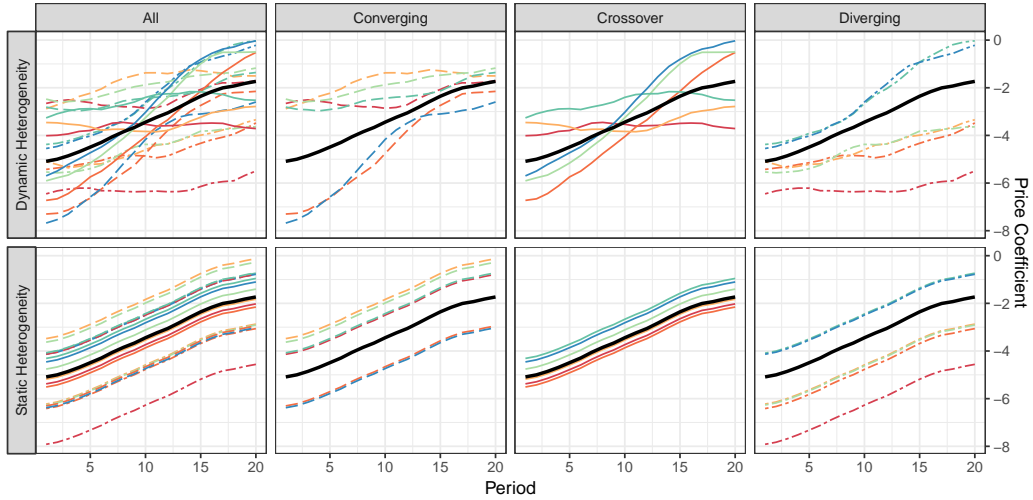 All
Converging
Crossover
Diverging
Dynamic Heterogeneity
0
−2
−4
−6
−8
Static Heterogeneity
0
−2
−4
−6
−8
Price Coefficient
5 10 15 20
5 10 15 20
5 10 15 20
5 10 15 20
Period